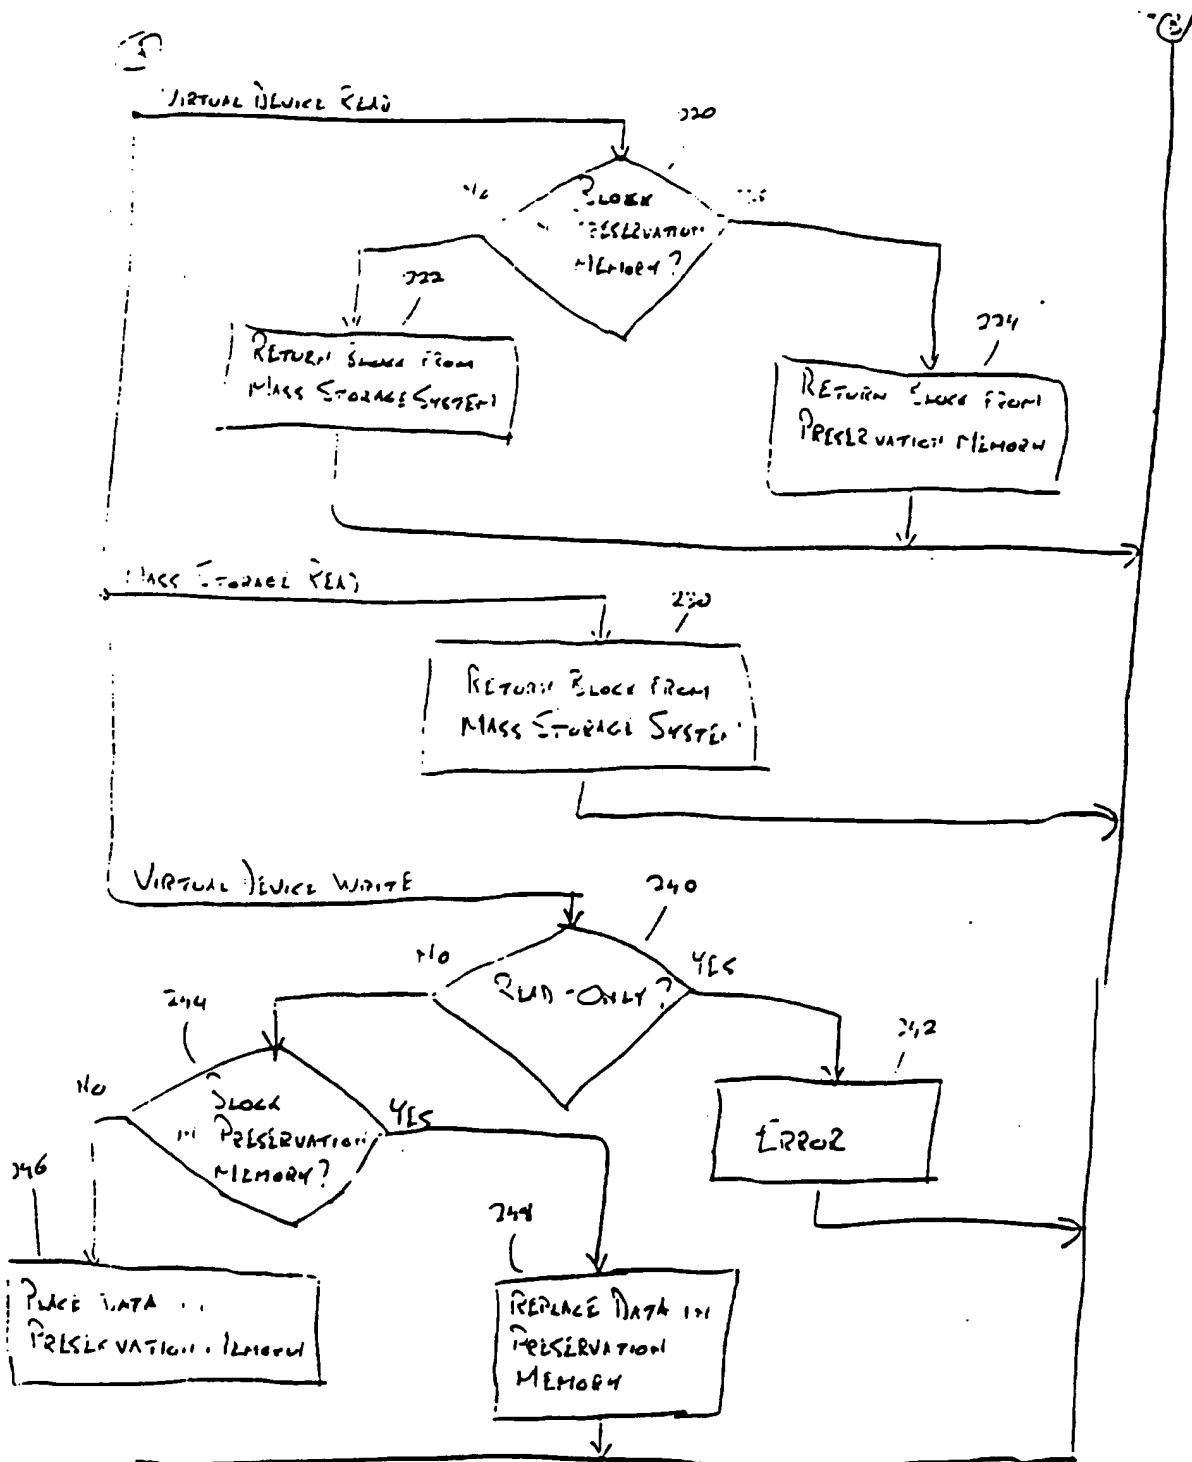 VIRTUAL DEVICE READ
220
NO
BLOCK
PRESERVATION
MEMORY?
222
RETURN BLOCK FROM
MASS STORAGE SYSTEM
224
RETURN BLOCK FROM
PRESERVATION MEMORY
MASS STORAGE READ
230
RETURN BLOCK FROM
MASS STORAGE SYSTEM
VIRTUAL DEVICE WRITE
240
NO
READ-ONLY?
YES
242
ERROR
244
NO
BLOCK
IN PRESERVATION
MEMORY?
YES
246
PLACE DATA
PRESERVATION MEMORY
248
REPLACE DATA IN
PRESERVATION
MEMORY